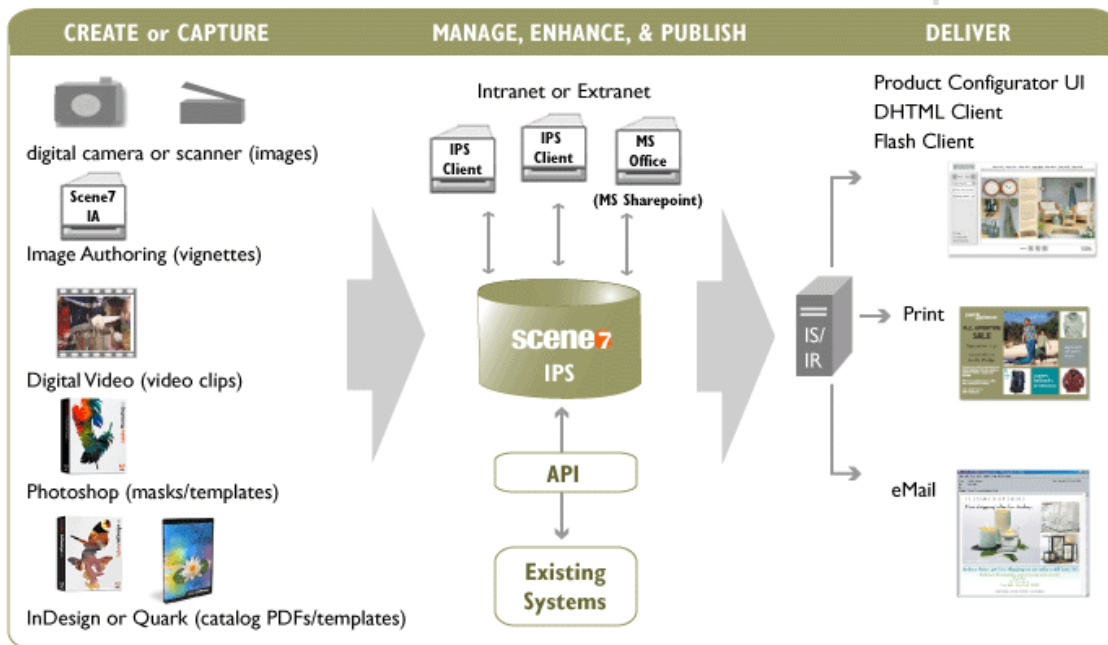 CREATE or CAPTURE
MANAGE, ENHANCE, & PUBLISH
DELIVER
digital camera or scanner (images)
Scene7
IA
Image Authoring (vignettes)
Digital Video (video clips)
Photoshop (masks/templates)
InDesign or Quark (catalog PDFs/templates)
Intranet or Extranet
IPS
Client
IPS
Client
MS
Office
(MS Sharepoint)
scene7
IPS
API
Existing
Systems
IS/
IR
Product Configurator UI
DHTML Client
Flash Client
Print
SALE
eMail